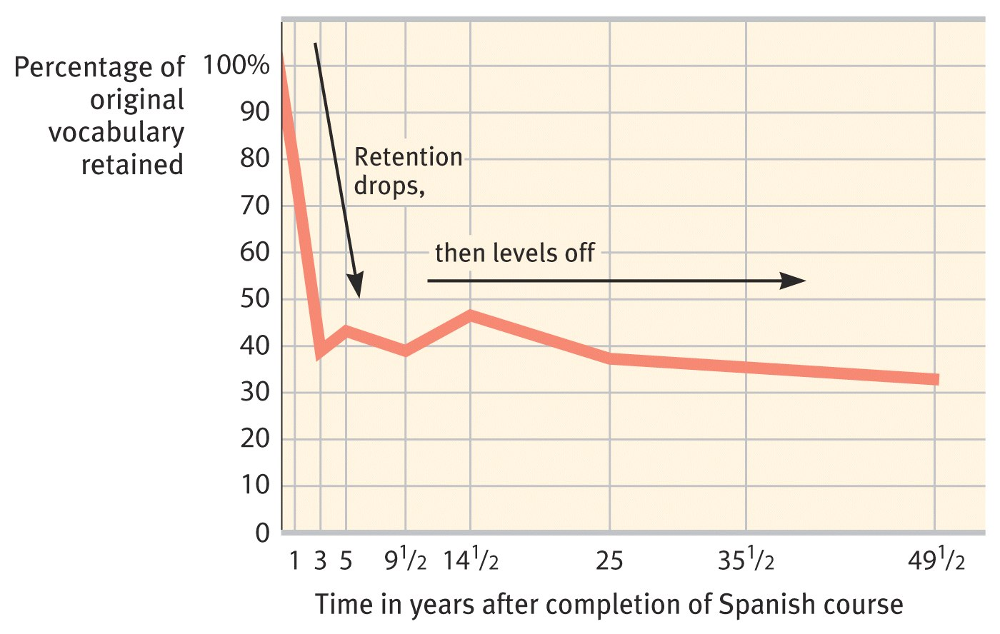 Percentage of
original
vocabulary
retained
100%
90
80
70
60
50
40
30
20
10
0
Retention
drops,
then levels off
1 3 5 9 1/2 14 1/2 25 35 1/2 49 1/2
Time in years after completion of Spanish course